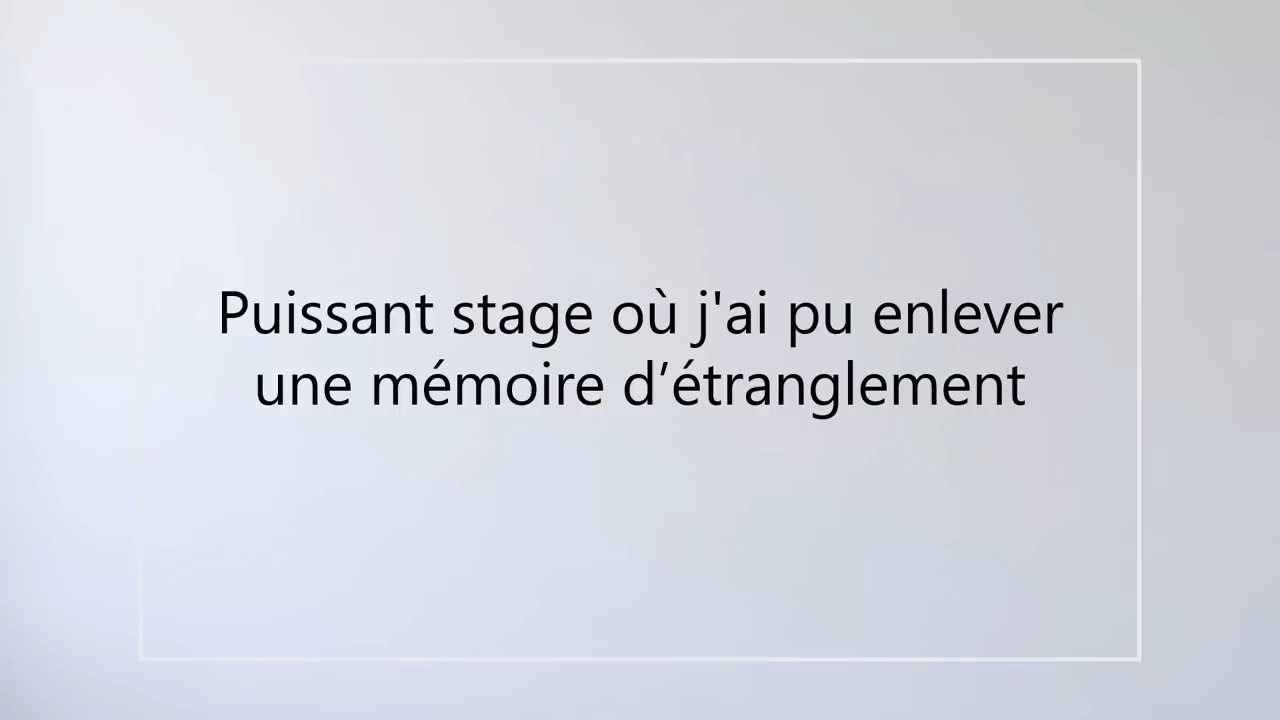 Puissant stage où j'ai pu enlever
une mémoire d’étranglement